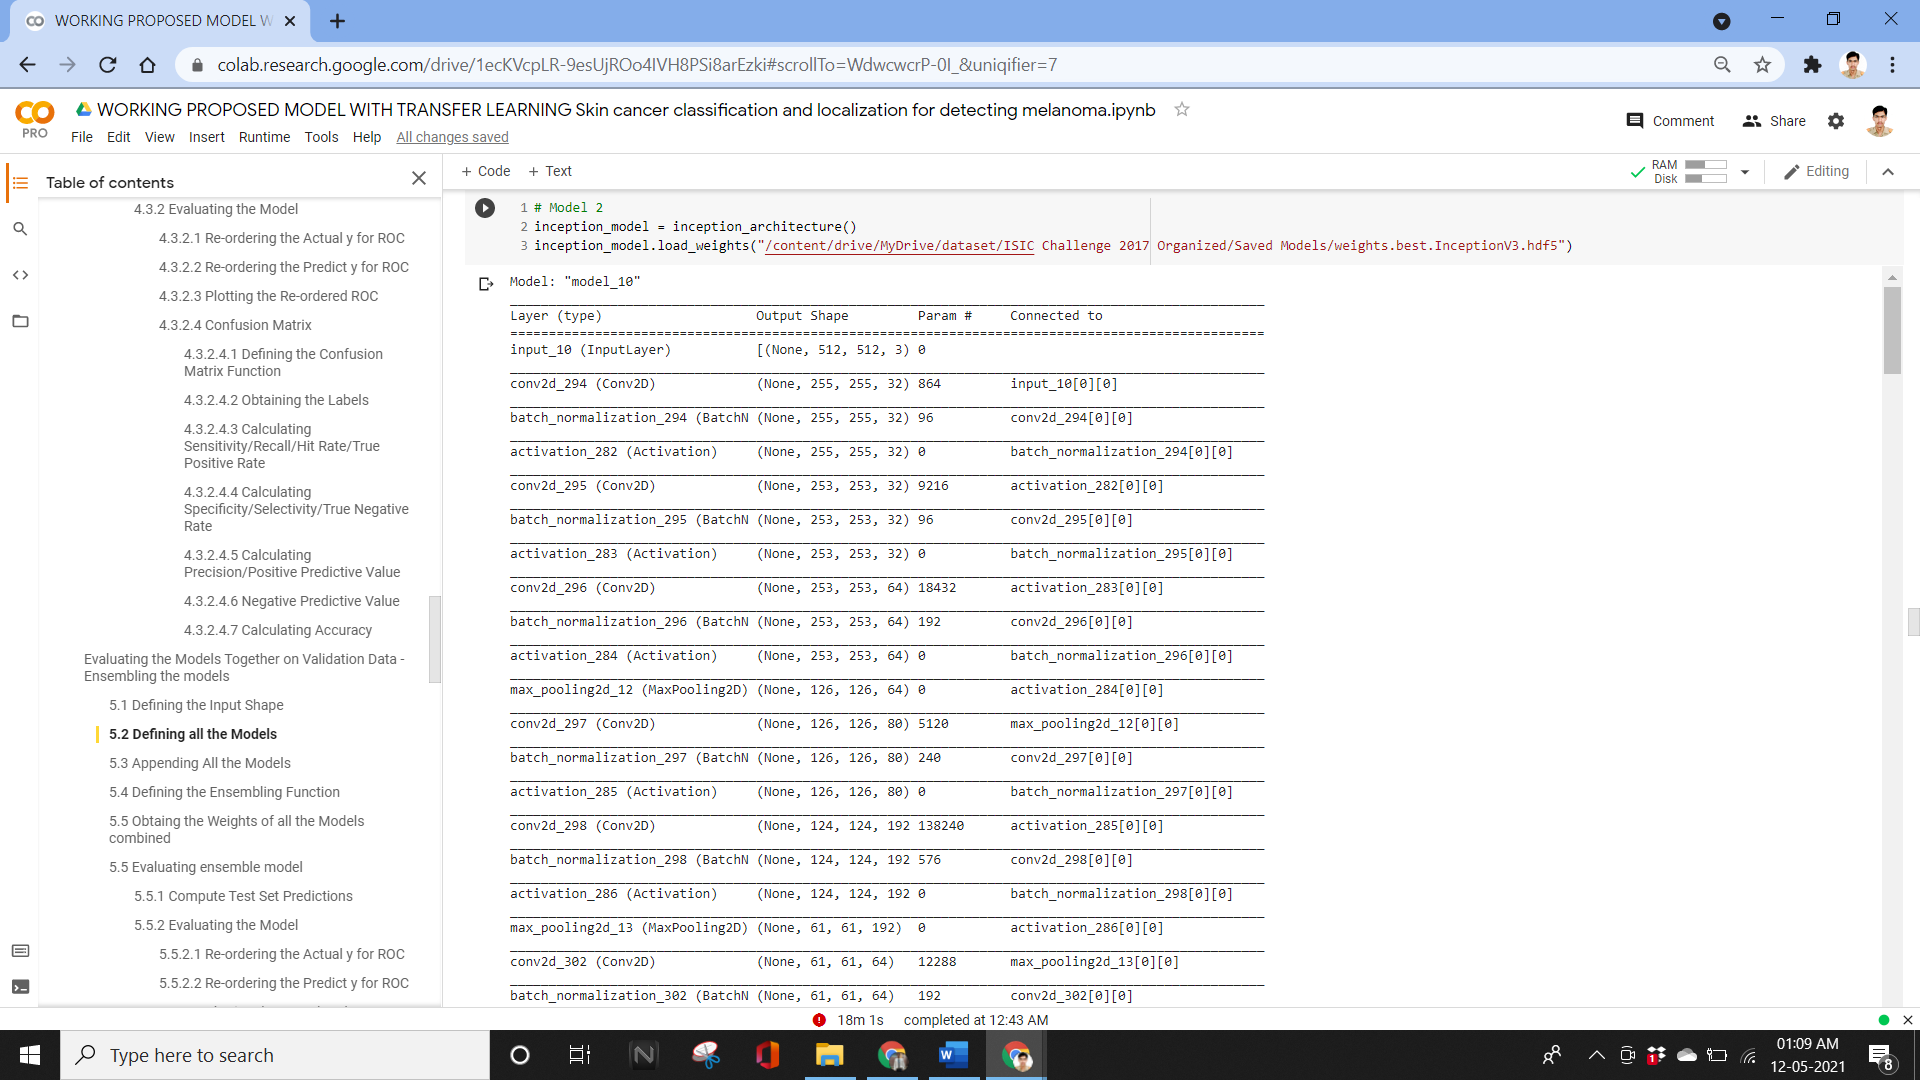 WORKING PROPOSED MODEL W
colab.research.google.com/drive/1ecKVcpLR-9esUjROo4IVH8PSi8arEzki#scrollTo=WdwcwcrP-0I_&uniqifier=7
CO
PRO
WORKING PROPOSED MODEL WITH TRANSFER LEARNING Skin cancer classification and localization for detecting melanoma.ipynb
File Edit View Insert Runtime Tools Help All changes saved
Comment Share
Table of contents
4.3.2 Evaluating the Model
4.3.2.1 Re-ordering the Actual y for ROC
4.3.2.2 Re-ordering the Predict y for ROC
4.3.2.3 Plotting the Re-ordered ROC
4.3.2.4 Confusion Matrix
4.3.2.4.1 Defining the Confusion
Matrix Function
4.3.2.4.2 Obtaining the Labels
4.3.2.4.3 Calculating
Sensitivity/Recall/Hit Rate/True
Positive Rate
4.3.2.4.4 Calculating
Specificity/Selectivity/True Negative
Rate
4.3.2.4.5 Calculating
Precision/Positive Predictive Value
4.3.2.4.6 Negative Predictive Value
4.3.2.4.7 Calculating Accuracy
Evaluating the Models Together on Validation Data -
Ensembling the models
5.1 Defining the Input Shape
5.2 Defining all the Models
5.3 Appending All the Models
5.4 Defining the Ensembling Function
5.5 Obtaing the Weights of all the Models
combined
5.5 Evaluating ensemble model
5.5.1 Compute Test Set Predictions
5.5.2 Evaluating the Model
5.5.2.1 Re-ordering the Actual y for ROC
5.5.2.2 Re-ordering the Predict y for ROC
+ Code + Text
RAM
Disk
Editing
1 # Model 2
2 inception_model = inception_architecture()
3 inception_model.load_weights("/content/drive/MyDrive/dataset/ISIC Challenge 2017 Organized/Saved Models/weights.best.InceptionV3.hdf5")
Model: "model_10"
Layer (type) Output Shape Param # Connected to
input_10 (InputLayer) [(None, 512, 512, 3) 0
conv2d_294 (Conv2D) (None, 255, 255, 32) 864 input_10[0][0]
batch_normalization_294 (BatchN (None, 255, 255, 32) 96 conv2d_294[0][0]
activation_282 (Activation) (None, 255, 255, 32) 0 batch_normalization_294[0][0]
conv2d_295 (Conv2D) (None, 253, 253, 32) 9216 activation_282[0][0]
batch_normalization_295 (BatchN (None, 253, 253, 32) 96 conv2d_295[0][0]
activation_283 (Activation) (None, 253, 253, 32) 0 batch_normalization_295[0][0]
conv2d_296 (Conv2D) (None, 253, 253, 64) 18432 activation_283[0][0]
batch_normalization_296 (BatchN (None, 253, 253, 64) 192 conv2d_296[0][0]
activation_284 (Activation) (None, 253, 253, 64) 0 batch_normalization_296[0][0]
max_pooling2d_12 (MaxPooling2D) (None, 126, 126, 64) 0 activation_284[0][0]
conv2d_297 (Conv2D) (None, 126, 126, 80) 5120 max_pooling2d_12[0][0]
batch_normalization_297 (BatchN (None, 126, 126, 80) 240 conv2d_297[0][0]
activation_285 (Activation) (None, 126, 126, 80) 0 batch_normalization_297[0][0]
conv2d_298 (Conv2D) (None, 124, 124, 192 138240 activation_285[0][0]
batch_normalization_298 (BatchN (None, 124, 124, 192 576 conv2d_298[0][0]
activation_286 (Activation) (None, 124, 124, 192 0 batch_normalization_298[0][0]
max_pooling2d_13 (MaxPooling2D) (None, 61, 61, 192) 0 activation_286[0][0]
conv2d_302 (Conv2D) (None, 61, 61, 64) 12288 max_pooling2d_13[0][0]
batch_normalization_302 (BatchN (None, 61, 61, 64) 192 conv2d_302[0][0]
18m 1s completed at 12:43 AM
Type here to search
01:09 AM
12-05-2021
8